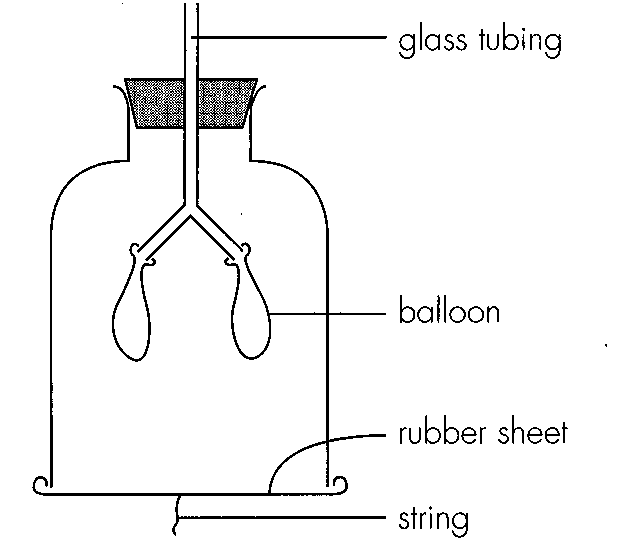 glass tubing
balloon
rubber sheet
string